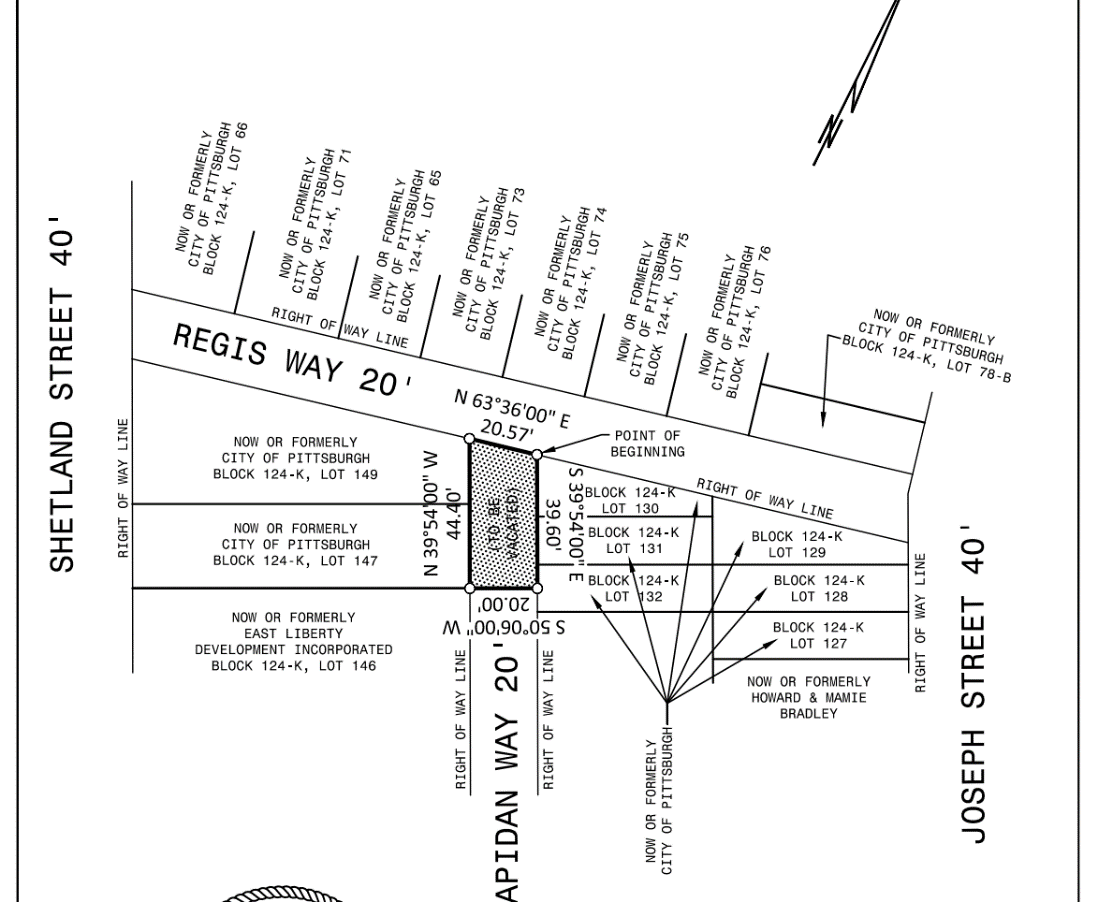 SHETLAND STREET 40'
RIGHT OF WAY LINE
NOW OR FORMERLY
CITY OF PITTSBURGH
BLOCK 124-K, LOT 66
NOW OR FORMERLY
CITY OF PITTSBURGH
BLOCK 124-K, LOT 71
NOW OR FORMERLY
CITY OF PITTSBURGH
BLOCK 124-K, LOT 65
NOW OR FORMERLY
CITY OF PITTSBURGH
BLOCK 124-K, LOT 73
NOW OR FORMERLY
CITY OF PITTSBURGH
BLOCK 124-K, LOT 74
NOW OR FORMERLY
CITY OF PITTSBURGH
BLOCK 124-K, LOT 75
NOW OR FORMERLY
CITY OF PITTSBURGH
BLOCK 124-K, LOT 76
NOW OR FORMERLY
CITY OF PITTSBURGH
BLOCK 124-K, LOT 78-B
N
RIGHT OF WAY LINE
REGIS WAY 20'
N 63°36'00" E
20.57'
POINT OF
BEGINNING
RIGHT OF WAY LINE
NOW OR FORMERLY
CITY OF PITTSBURGH
BLOCK 124-K, LOT 149
NOW OR FORMERLY
CITY OF PITTSBURGH
BLOCK 124-K, LOT 147
NOW OR FORMERLY
EAST LIBERTY
DEVELOPMENT INCORPORATED
BLOCK 124-K, LOT 146
N 39°54'00" W
44.40'
(TO BE
VACATED)
S 39°54'00" E
39.60'
S 50°06'00" W
20.00'
BLOCK 124-K
LOT 130
BLOCK 124-K
LOT 131
BLOCK 124-K
LOT 132
BLOCK 124-K
LOT 129
BLOCK 124-K
LOT 128
BLOCK 124-K
LOT 127
NOW OR FORMERLY
HOWARD & MAMIE
BRADLEY
NOW OR FORMERLY
CITY OF PITTSBURGH
RIGHT OF WAY LINE
APIDAN WAY 20'
RIGHT OF WAY LINE
RIGHT OF WAY LINE
JOSEPH STREET 40'